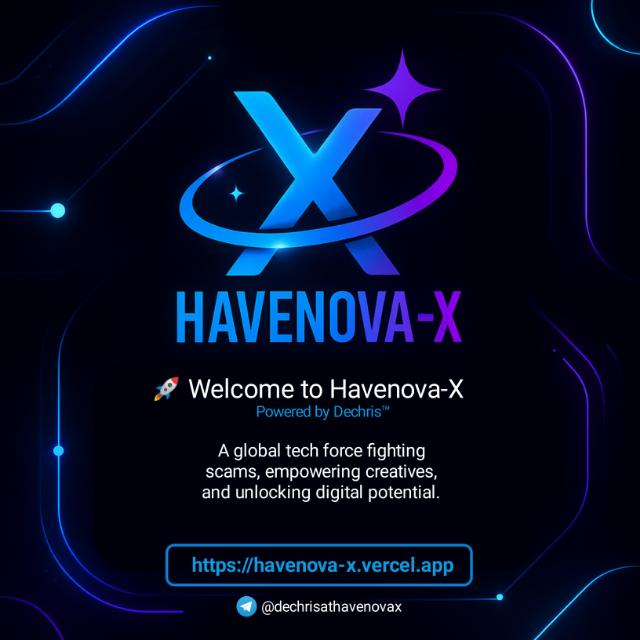 X
HAVENOVA-X
🚀 Welcome to Havenova-X
Powered by Dechris™
A global tech force fighting
scams, empowering creatives,
and unlocking digital potential.
https://havenova-x.vercel.app
@dechrisathavenovax